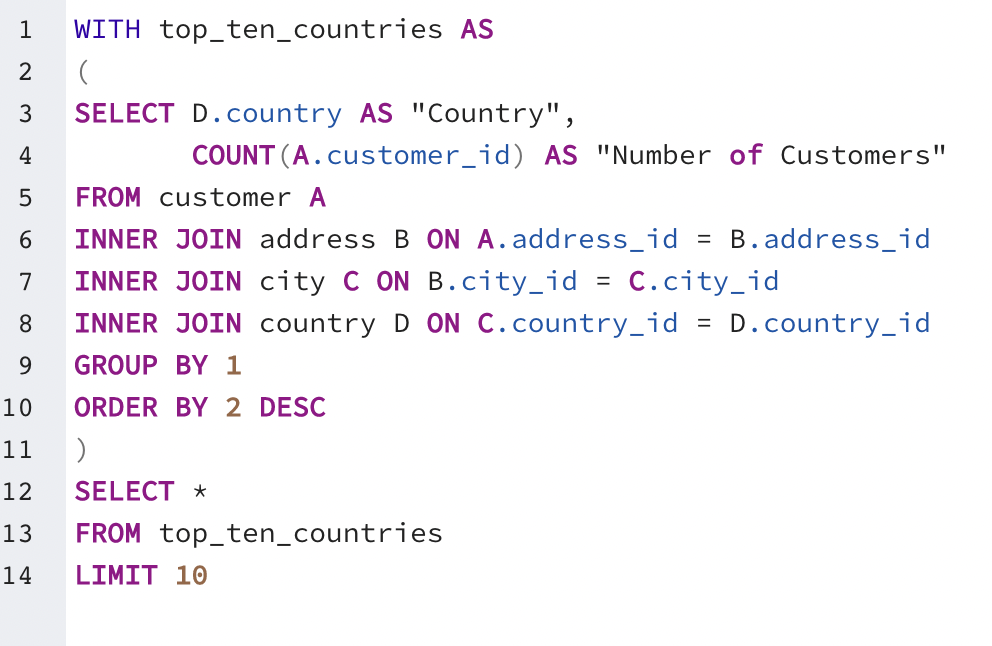 1 WITH top_ten_countries AS
2 (
3 SELECT D.country AS "Country",
4        COUNT(A.customer_id) AS "Number of Customers"
5 FROM customer A
6 INNER JOIN address B ON A.address_id = B.address_id
7 INNER JOIN city C ON B.city_id = C.city_id
8 INNER JOIN country D ON C.country_id = D.country_id
9 GROUP BY 1
10 ORDER BY 2 DESC
11 )
12 SELECT *
13 FROM top_ten_countries
14 LIMIT 10